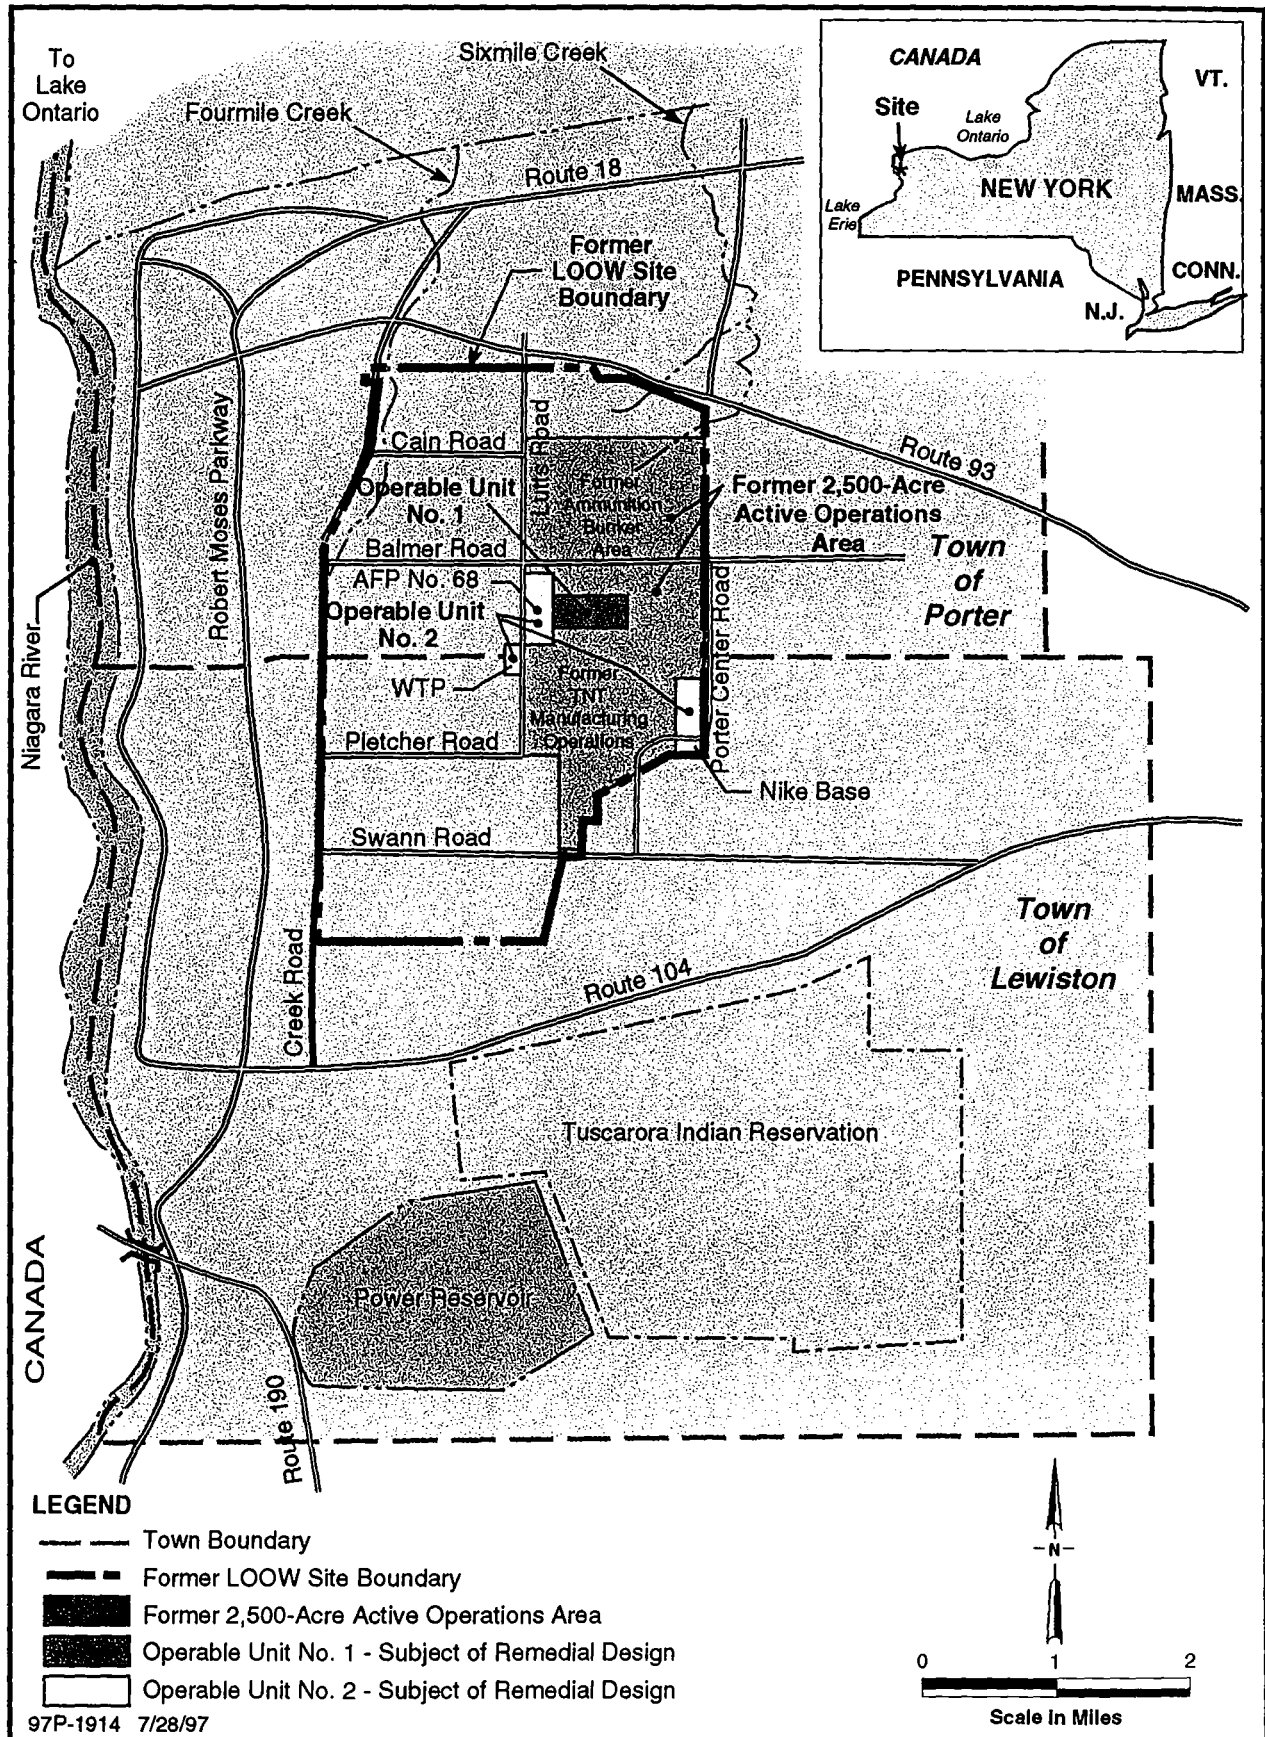 To
Lake
Ontario
Sixmile Creek
Fourmile Creek
Route 18
Former
LOOW Site
Boundary
CANADA
VT.
Site
Lake
Ontario
NEW YORK
MASS.
Lake
Erie
PENNSYLVANIA
CONN.
N.J.
Robert Moses Parkway
Cain Road
Lutts Road
Route 93
Operable Unit
No. 1
Former
Ammunition
Bunker
Area
Former 2,500-Acre
Active Operations
Area
Balmer Road
Town
of
Porter
AFP No. 68
Operable Unit
No. 2
Niagara River
WTP
Former
TNT
Manufacturing
Operations
Porter Center Road
Pletcher Road
Nike Base
Swann Road
Town
of
Lewiston
Creek Road
Route 104
Tuscarora Indian Reservation
CANADA
Power Reservoir
Route 190
LEGEND
Town Boundary
Former LOOW Site Boundary
Former 2,500-Acre Active Operations Area
Operable Unit No. 1 - Subject of Remedial Design
Operable Unit No. 2 - Subject of Remedial Design
97P-1914 7/28/97
N
0 1 2
Scale In Miles